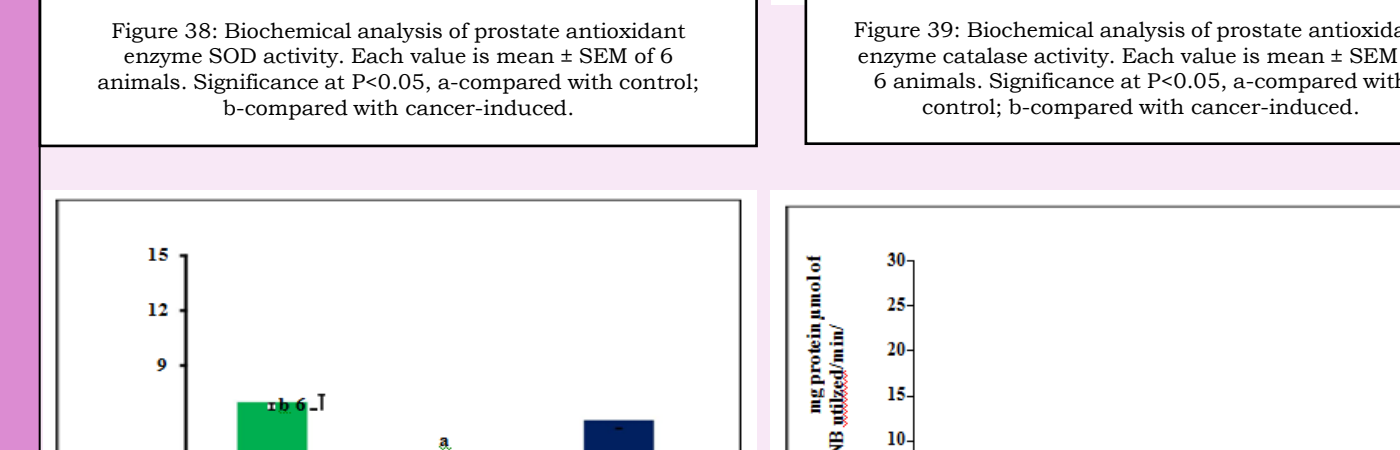 Figure 38: Biochemical analysis of prostate antioxidant
enzyme SOD activity. Each value is mean ± SEM of 6
animals. Significance at P<0.05, a-compared with control;
b-compared with cancer-induced.
Figure 39: Biochemical analysis of prostate
enzyme catalase activity. Each value is mean ± SEM
6 animals. Significance at P<0.05, a-compared
control; b-compared with cancer-induced.
15
12
9
b 6
a
mg protein µmol of
utilzed/min/
30
25
20
15
10